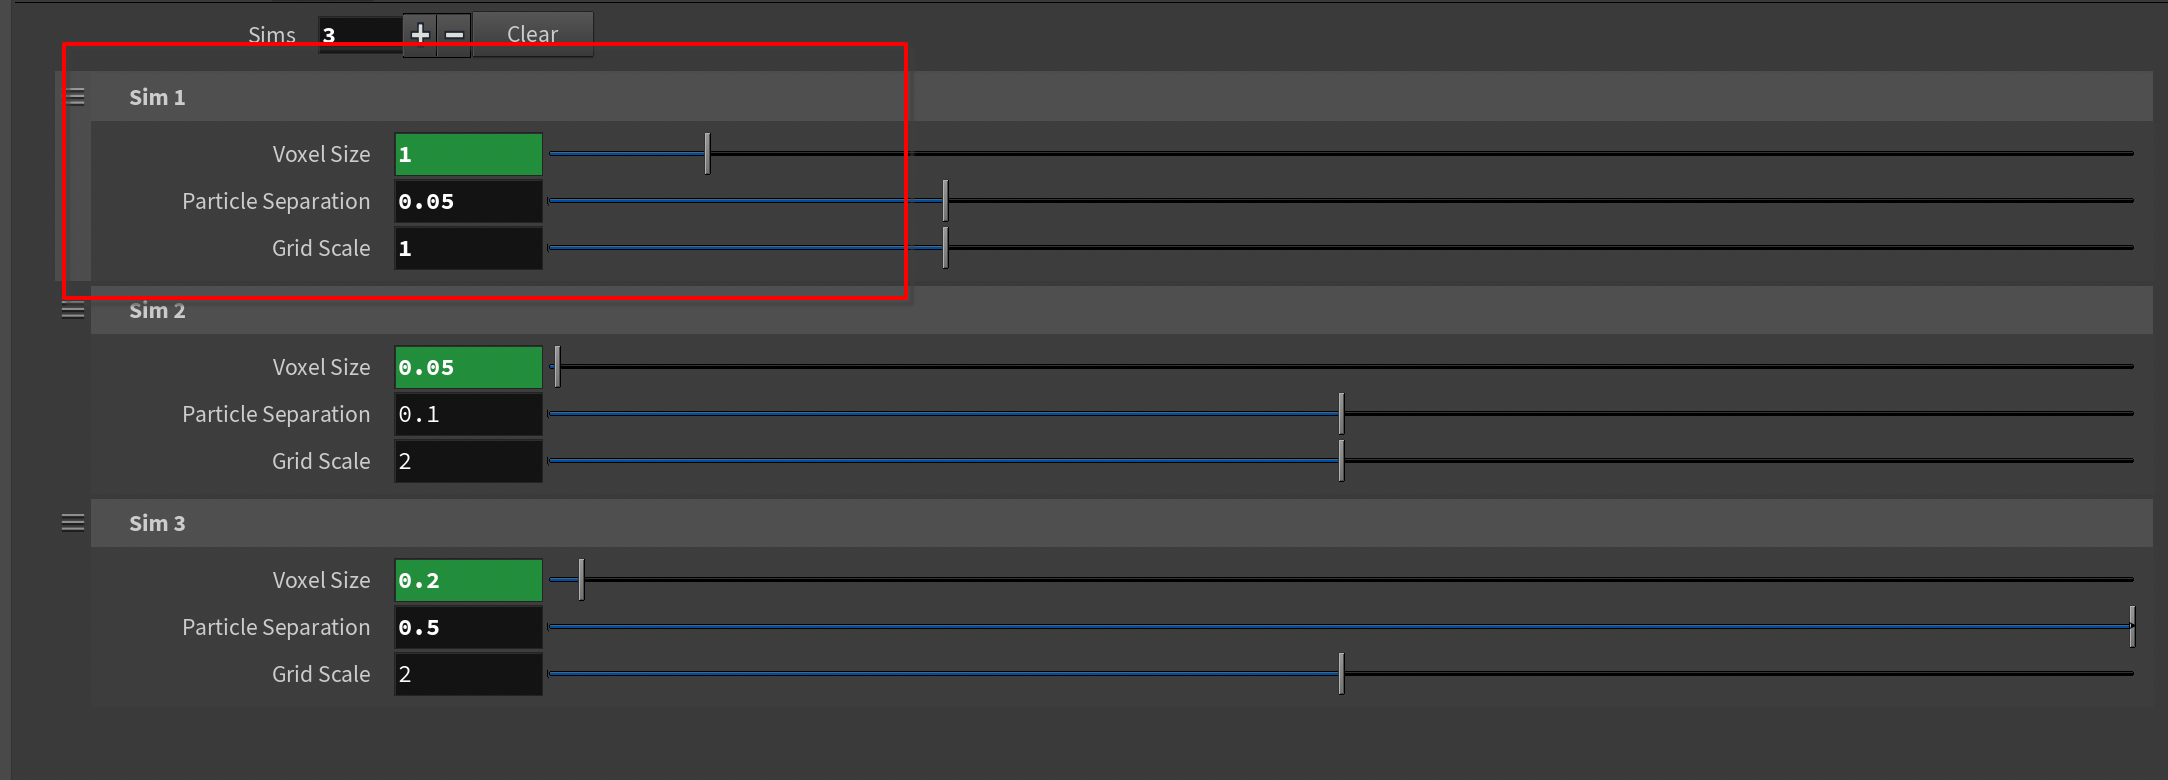 Sims 3 + − Clear
Sim 1
Voxel Size 1
Particle Separation 0.05
Grid Scale 1
Sim 2
Voxel Size 0.05
Particle Separation 0.1
Grid Scale 2
Sim 3
Voxel Size 0.2
Particle Separation 0.5
Grid Scale 2